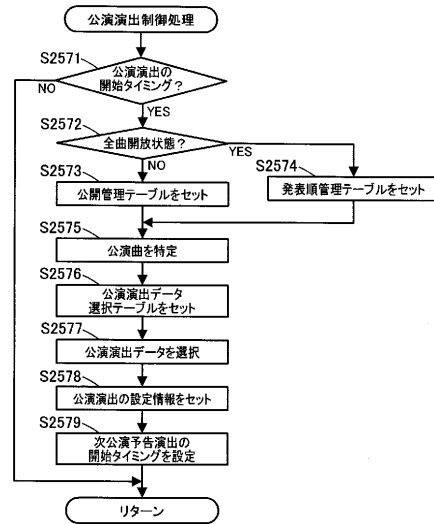 公演演出制御処理
S2571
公演演出の
開始タイミング?
NO
YES
S2572
全曲開放状態?
YES
NO
S2573
公開管理テーブルをセット
S2574
発表順管理テーブルをセット
S2575
公演曲を特定
S2576
公演演出データ
選択テーブルをセット
S2577
公演演出データを選択
S2578
公演演出の設定情報をセット
S2579
次公演予告演出の
開始タイミングを設定
リターン